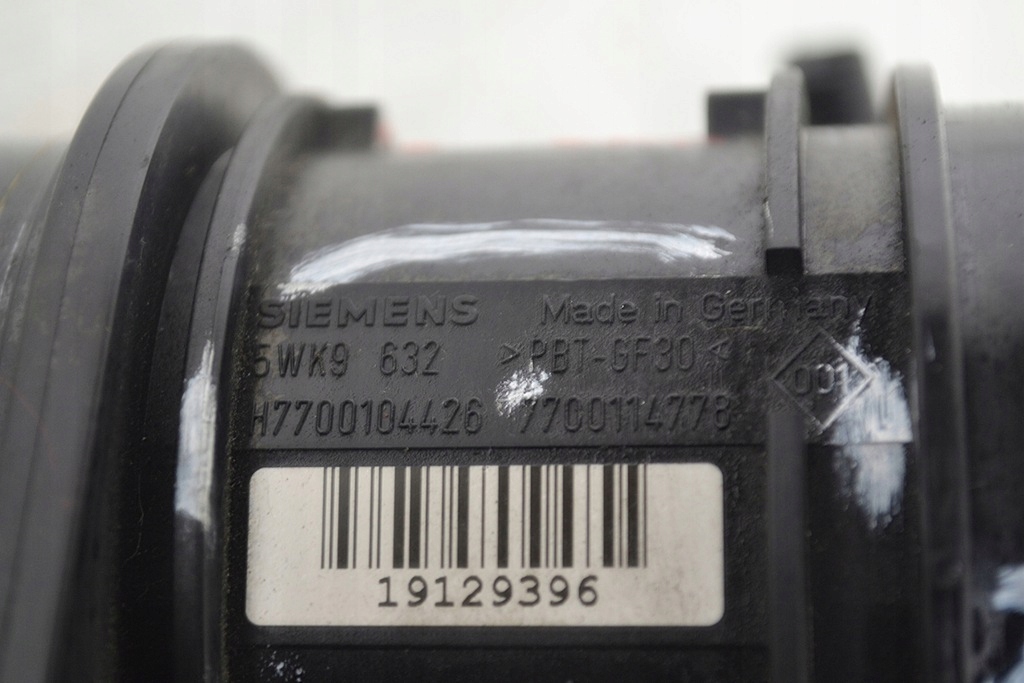 SIEMENS Made in Germany
5WK9 632 >PBT-GF30<
001
H7700104426 7700114778
19129396